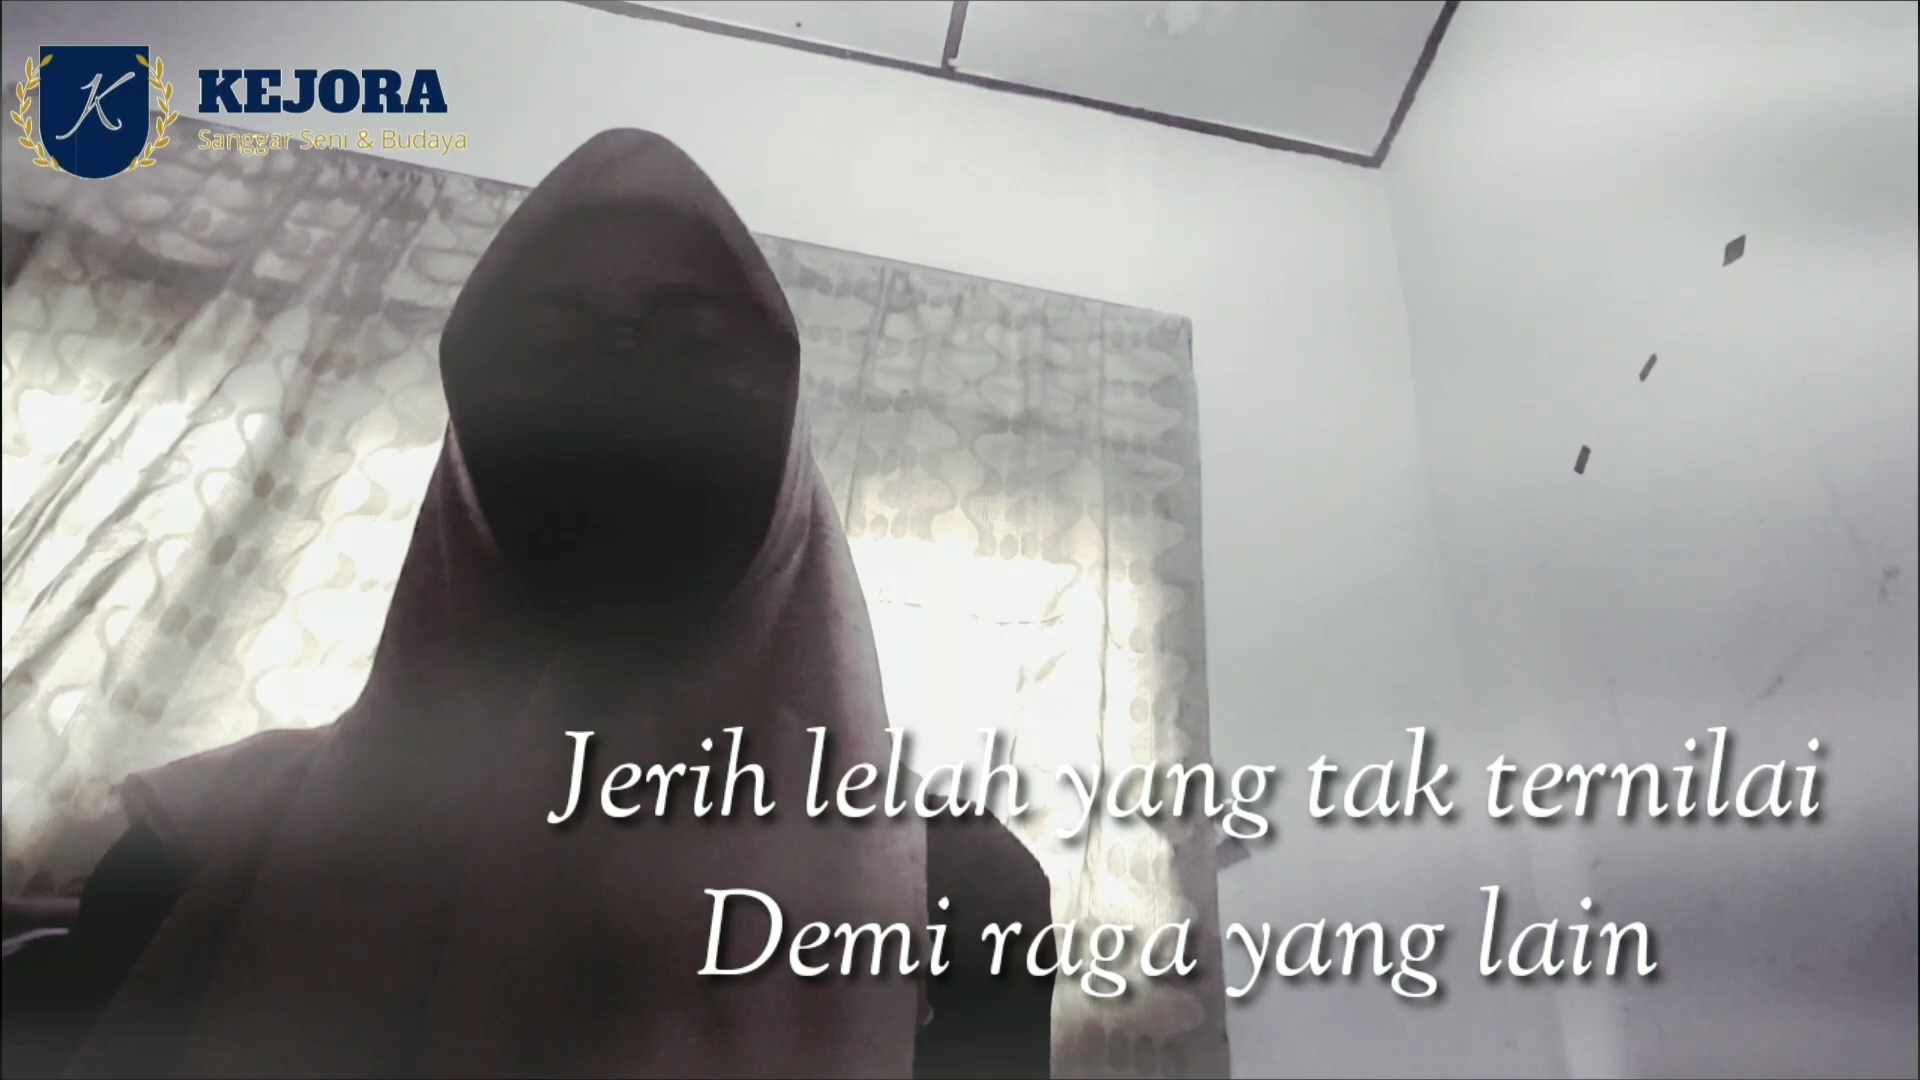 K
KEJORA
Sanggar Seni & Budaya
Jerih lelah yang tak ternilai
Demi raga yang lain